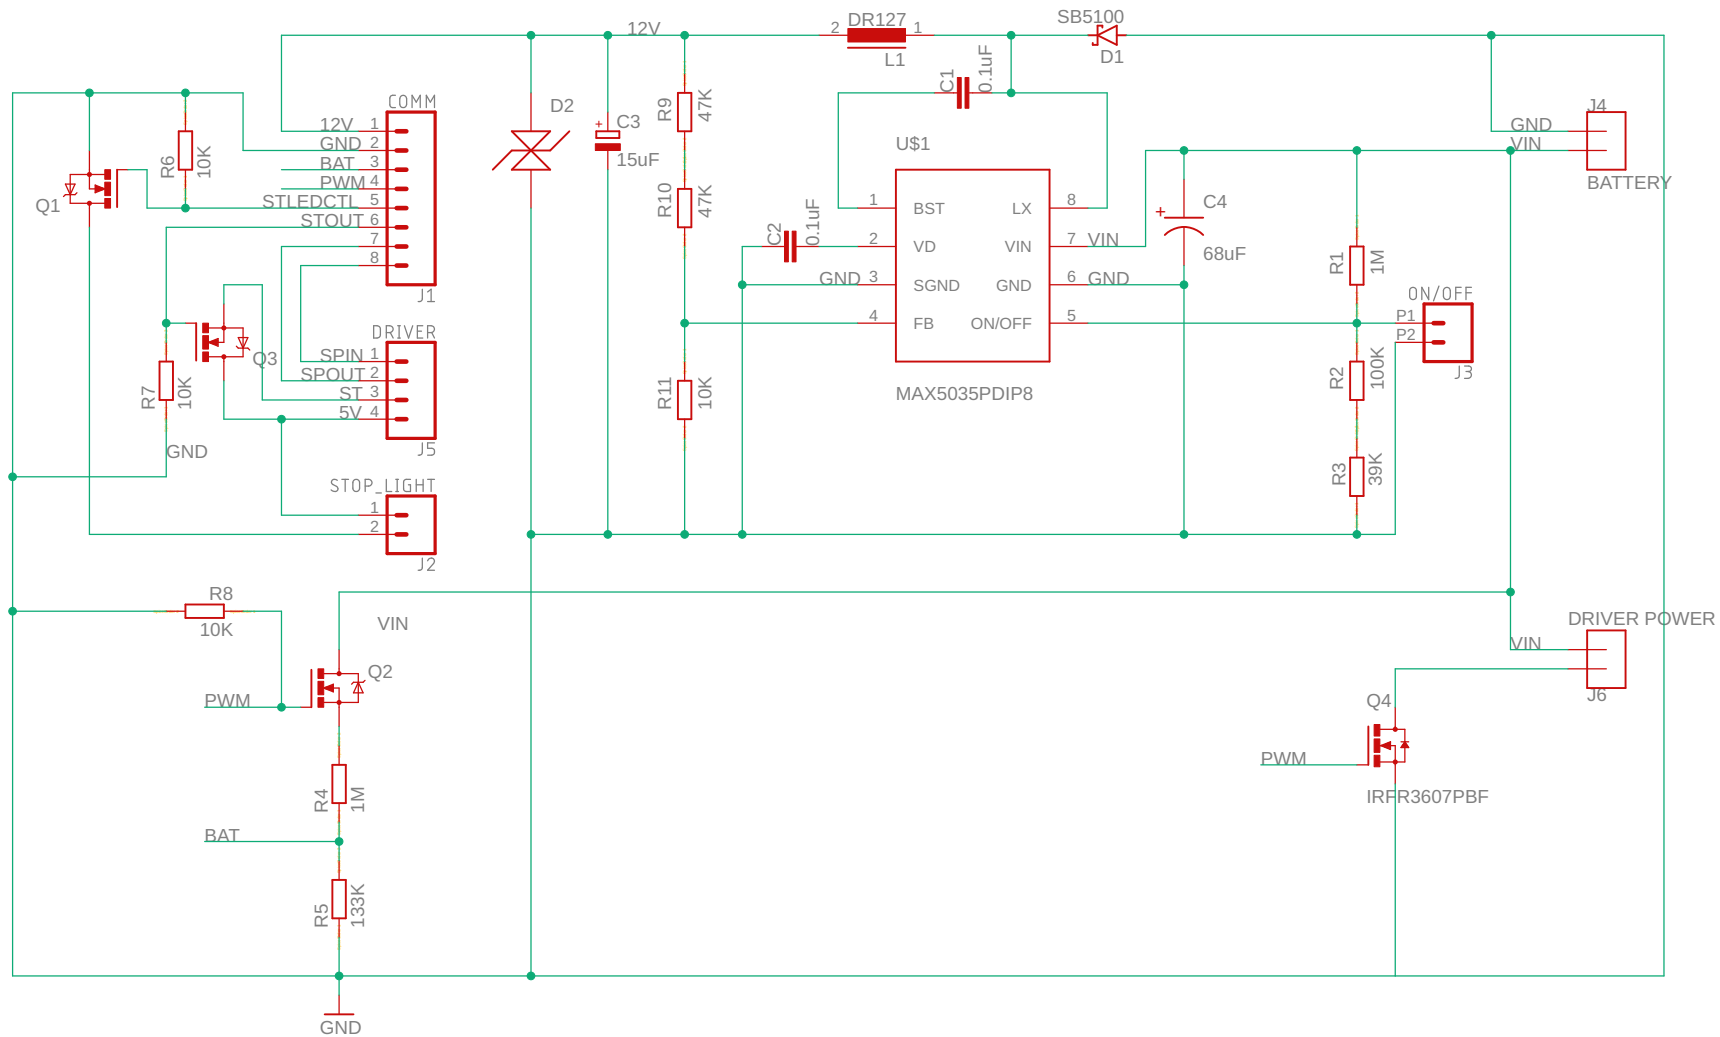 SB5100
D1
2 DR127 1
L1
12V
C1
0.1uF
D2
C3
+
15uF
R9
47K
R10
47K
R11
10K
U$1
1 BST LX 8
2 VD VIN 7 VIN
GND 3 SGND GND 6 GND
4 FB ON/OFF 5
MAX5035PDIP8
C2
0.1uF
C4
+
68uF
R1
1M
R2
100K
R3
39K
ON/OFF
P1
P2
J3
J4
GND
VIN
BATTERY
COMM
12V 1
GND 2
BAT 3
PWM 4
STLEDCTL 5
STOUT 6
7
8
J1
R6
10K
Q1
DRIVER
SPIN 1
SPOUT 2
ST 3
5V 4
J5
Q3
R7
10K
GND
STOP_LIGHT
1
2
J2
R8
10K
VIN
Q2
PWM
R4
1M
BAT
R5
133K
GND
DRIVER POWER
VIN
J6
Q4
PWM
IRFR3607PBF